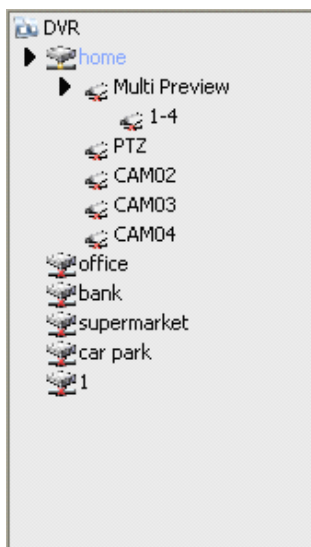 DVR
home
Multi Preview
1-4
PTZ
CAM02
CAM03
CAM04
office
bank
supermarket
car park
1